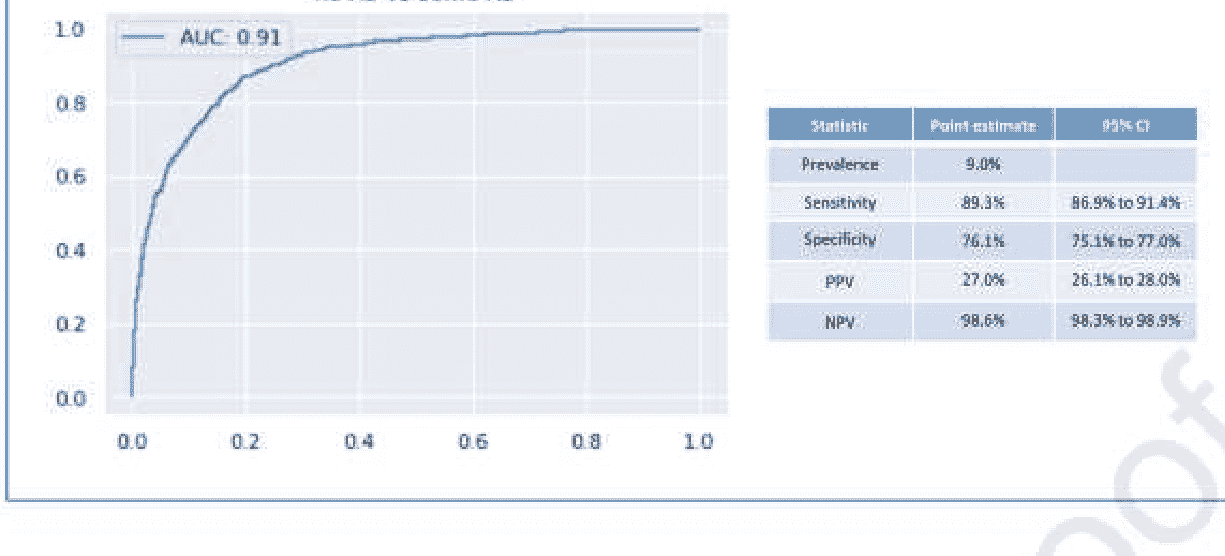 1.0
AUC: 0.91
0.8
0.6
0.4
0.2
0.0
0.0 0.2 0.4 0.6 0.8 1.0
Statistic Point estimate 95% CI
Prevalence 9.0%
Sensitivity 89.3% 86.9% to 91.4%
Specificity 76.1% 75.1% to 77.0%
PPV 27.0% 26.1% to 28.0%
NPV 98.6% 98.3% to 98.9%